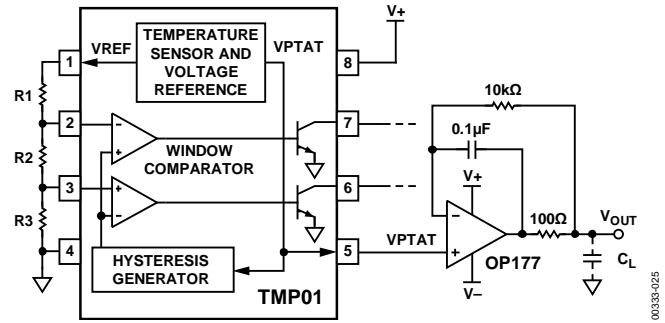 TEMPERATURE
SENSOR AND
VOLTAGE
REFERENCE
VREF
VPTAT
V+
1
8
R1
10kΩ
2
7
0.1µF
R2
WINDOW
COMPARATOR
3
6
V+
R3
100Ω
VOUT
4
HYSTERESIS
GENERATOR
5
VPTAT
OP177
CL
TMP01
V–
00333-025
−
+
+
−
−
+